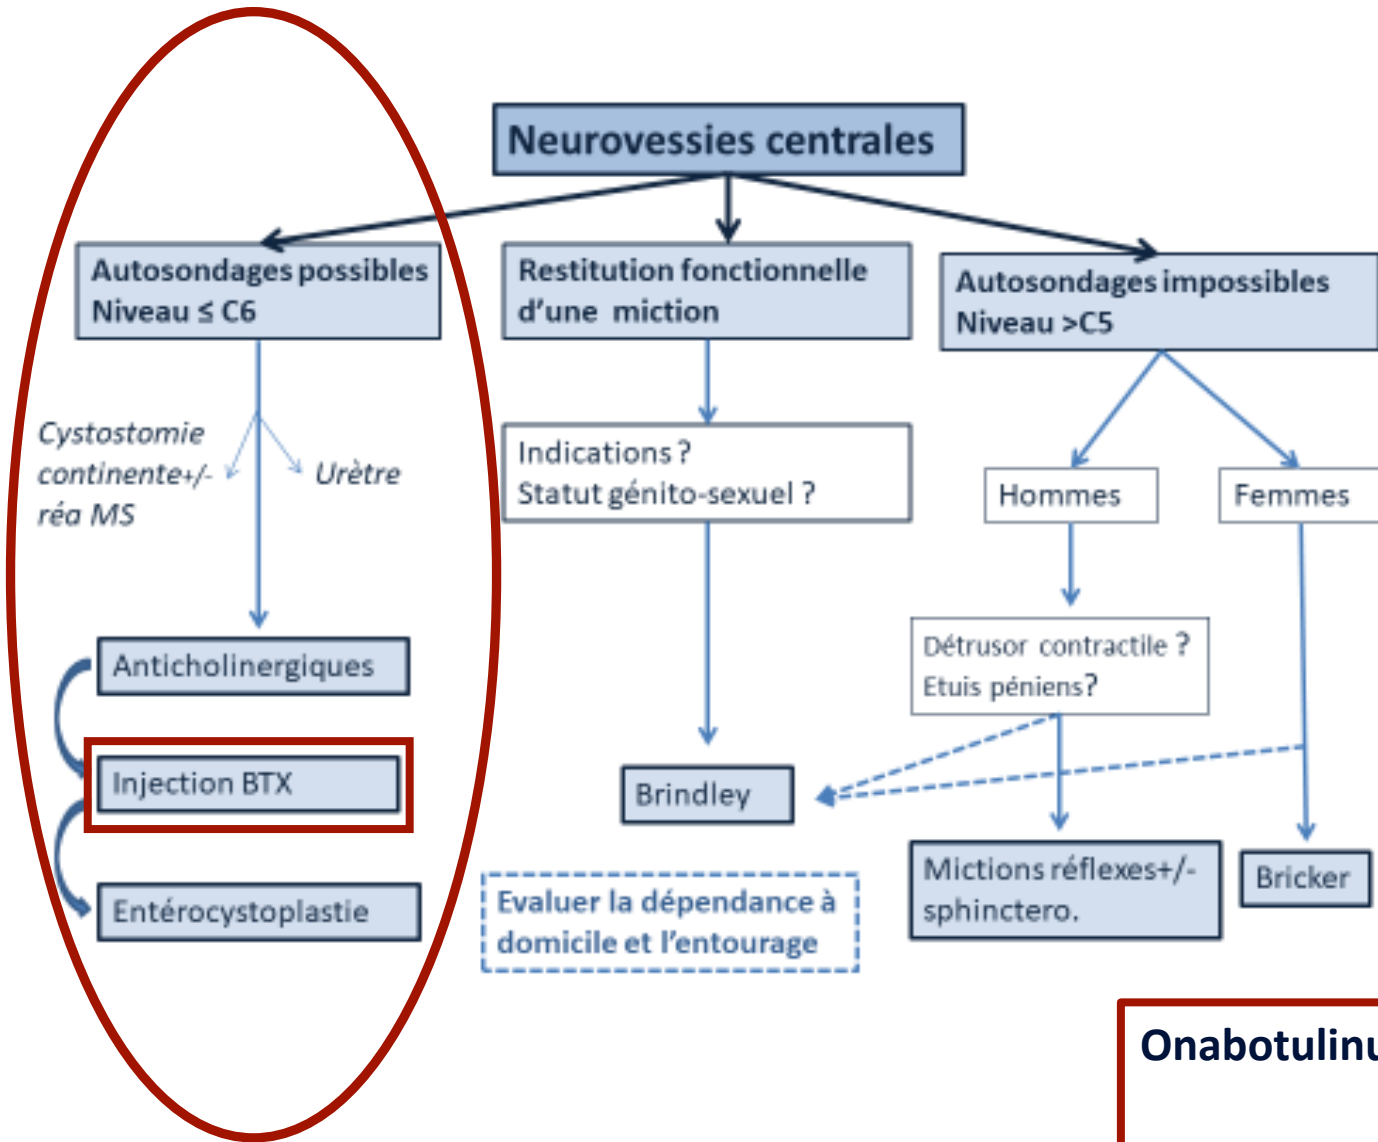 Neurovessies centrales
Autosondages possibles
Niveau ≤ C6
Restitution fonctionnelle
d'une miction
Autosondages impossibles
Niveau >C5
Cystostomie
continente+/-
réa MS
Urètre
Indications ?
Statut génito-sexuel ?
Hommes
Femmes
Anticholinergiques
Détrusor contractile ?
Etuis péniens?
Injection BTX
Brindley
Entérocystoplastie
Evaluer la dépendance à
domicile et l'entourage
Mictions réflexes+/-
sphinctero.
Bricker